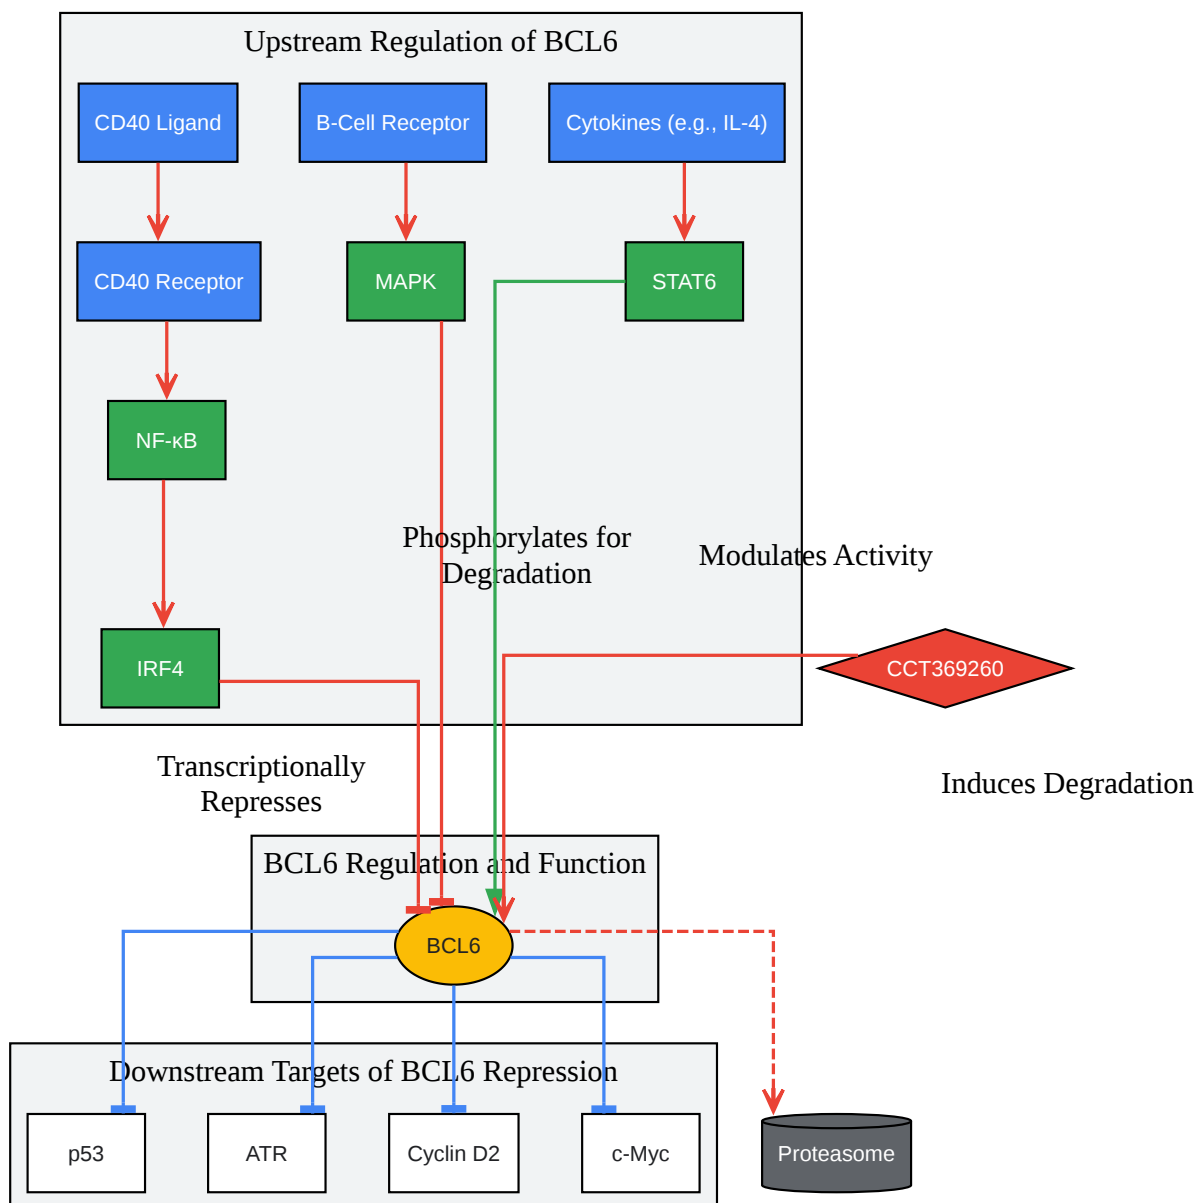 Upstream Regulation of BCL6
CD40 Ligand
B-Cell Receptor
Cytokines (e.g., IL-4)
CD40 Receptor
MAPK
STAT6
NF-κB
Phosphorylates for
Degradation
Modulates Activity
IRF4
CCT369260
Transcriptionally
Represses
Induces Degradation
BCL6 Regulation and Function
BCL6
Downstream Targets of BCL6 Repression
p53
ATR
Cyclin D2
c-Myc
Proteasome